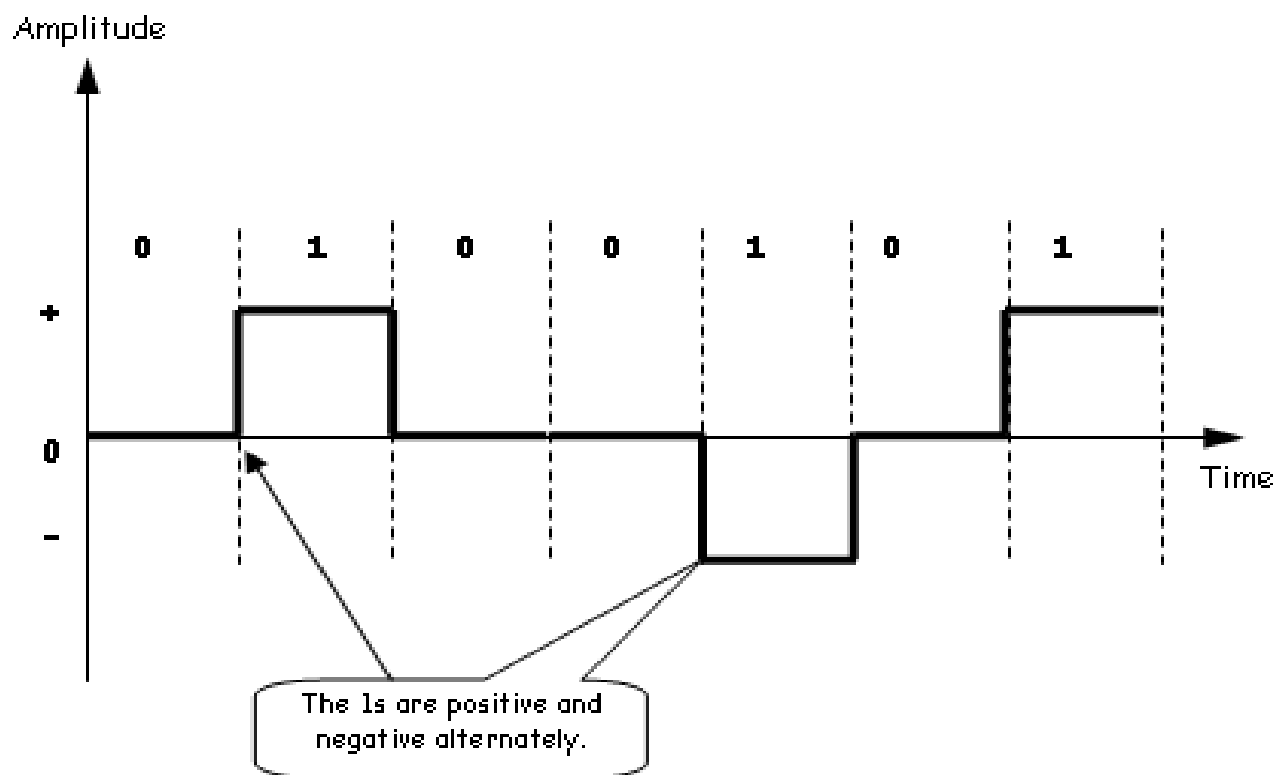 Amplitude
0 1 0 0 1 0 1
+
0
Time
-
The 1s are positive and
negative alternately.